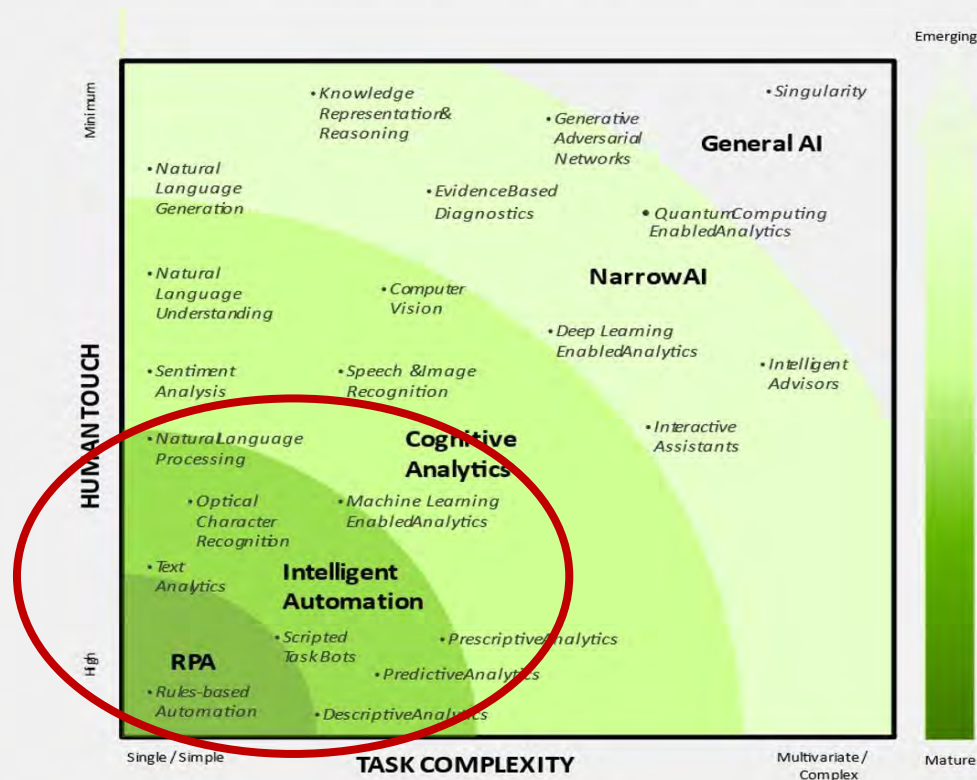 Emerging
Minimum
• Knowledge
Representation&
Reasoning
• Singularity
• Generative
Adversarial
Networks
General AI
• Natural
Language
Generation
• EvidenceBased
Diagnostics
• QuantumComputing
EnabledAnalytics
NarrowAI
• Natural
Language
Understanding
• Computer
Vision
• Deep Learning
EnabledAnalytics
• Intelligent
Advisors
HUMAN TOUCH
• Sentiment
Analysis
• Speech &Image
Recognition
• Interactive
Assistants
• NaturalLanguage
Processing
Cognitive
Analytics
• Optical
Character
Recognition
• Machine Learning
EnabledAnalytics
• Text
Analytics
Intelligent
Automation
• Scripted
TaskBots
• PrescriptiveAnalytics
High
RPA
• PredictiveAnalytics
• Rules-based
Automation
• DescriptiveAnalytics
Single / Simple
TASK COMPLEXITY
Multivariate /
Complex
Mature